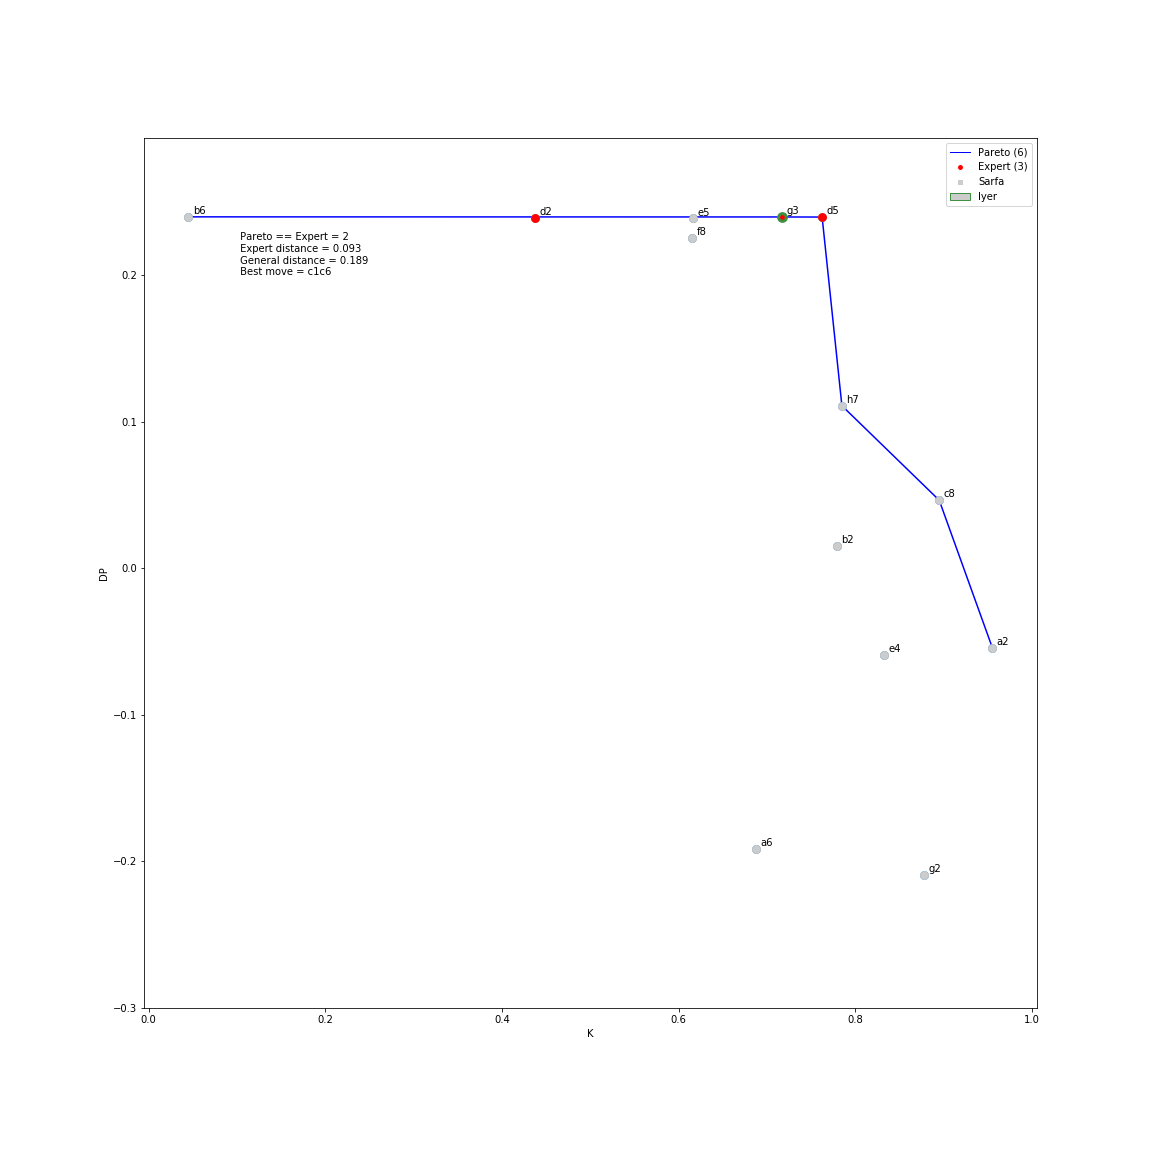 Pareto (6)
Expert (3)
Sarfa
Iyer
b6
d2
e5
g3
d5
f8
Pareto == Expert = 2
Expert distance = 0.093
General distance = 0.189
Best move = c1c6
h7
c8
b2
a2
e4
a6
g2
0.2
0.1
0.0
−0.1
−0.2
−0.3
DP
0.0 0.2 0.4 0.6 0.8 1.0
K